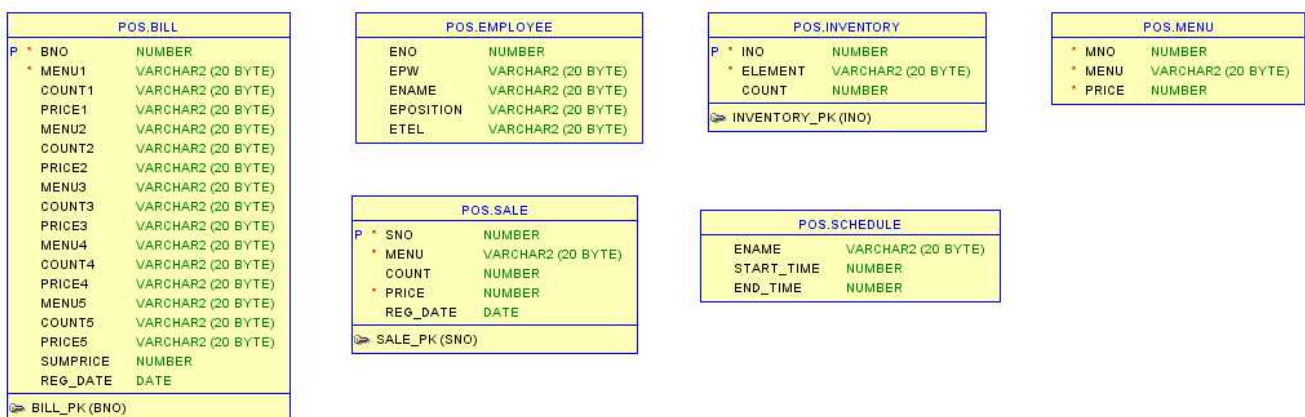 POS.BILL
P * BNO NUMBER
* MENU1 VARCHAR2 (20 BYTE)
COUNT1 VARCHAR2 (20 BYTE)
PRICE1 VARCHAR2 (20 BYTE)
MENU2 VARCHAR2 (20 BYTE)
COUNT2 VARCHAR2 (20 BYTE)
PRICE2 VARCHAR2 (20 BYTE)
MENU3 VARCHAR2 (20 BYTE)
COUNT3 VARCHAR2 (20 BYTE)
PRICE3 VARCHAR2 (20 BYTE)
MENU4 VARCHAR2 (20 BYTE)
COUNT4 VARCHAR2 (20 BYTE)
PRICE4 VARCHAR2 (20 BYTE)
MENU5 VARCHAR2 (20 BYTE)
COUNT5 VARCHAR2 (20 BYTE)
PRICE5 VARCHAR2 (20 BYTE)
SUMPRICE NUMBER
REG_DATE DATE
BILL_PK (BNO)
POS.EMPLOYEE
ENO NUMBER
EPW VARCHAR2 (20 BYTE)
ENAME VARCHAR2 (20 BYTE)
EPOSITION VARCHAR2 (20 BYTE)
ETEL VARCHAR2 (20 BYTE)
POS.INVENTORY
P * INO NUMBER
* ELEMENT VARCHAR2 (20 BYTE)
COUNT NUMBER
INVENTORY_PK (INO)
POS.MENU
* MNO NUMBER
* MENU VARCHAR2 (20 BYTE)
* PRICE NUMBER
POS.SALE
P * SNO NUMBER
* MENU VARCHAR2 (20 BYTE)
COUNT NUMBER
* PRICE NUMBER
REG_DATE DATE
SALE_PK (SNO)
POS.SCHEDULE
ENAME VARCHAR2 (20 BYTE)
START_TIME NUMBER
END_TIME NUMBER